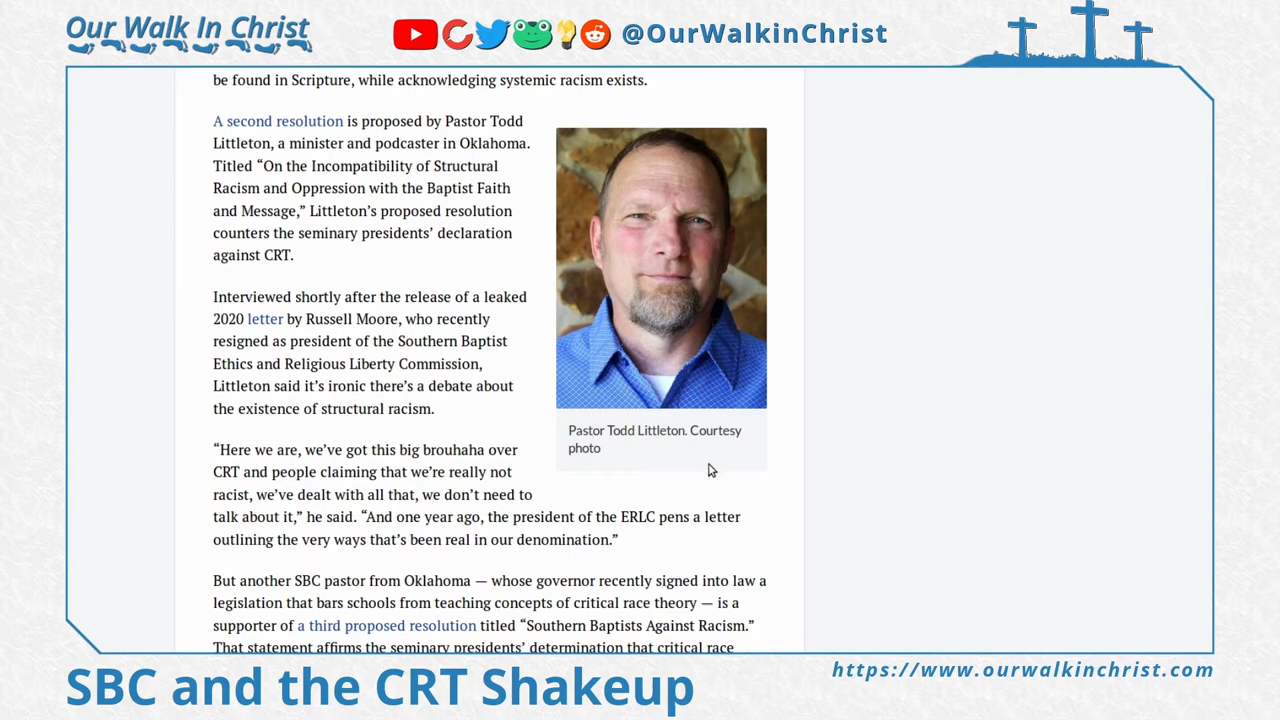 Our Walk In Christ
@OurWalkinChrist
be found in Scripture, while acknowledging systemic racism exists.
A second resolution is proposed by Pastor Todd
Littleton, a minister and podcaster in Oklahoma.
Titled “On the Incompatibility of Structural
Racism and Oppression with the Baptist Faith
and Message,” Littleton’s proposed resolution
counters the seminary presidents’ declaration
against CRT.
Interviewed shortly after the release of a leaked
2020 letter by Russell Moore, who recently
resigned as president of the Southern Baptist
Ethics and Religious Liberty Commission,
Littleton said it’s ironic there’s a debate about
the existence of structural racism.
Pastor Todd Littleton. Courtesy
photo
“Here we are, we’ve got this big brouhaha over
CRT and people claiming that we’re really not
racist, we’ve dealt with all that, we don’t need to
talk about it,” he said. “And one year ago, the president of the ERLC pens a letter
outlining the very ways that’s been real in our denomination.”
But another SBC pastor from Oklahoma — whose governor recently signed into law a
legislation that bars schools from teaching concepts of critical race theory — is a
supporter of a third proposed resolution titled “Southern Baptists Against Racism.”
That statement affirms the seminary presidents’ determination that critical race
SBC and the CRT Shakeup
https://www.ourwalkinchrist.com